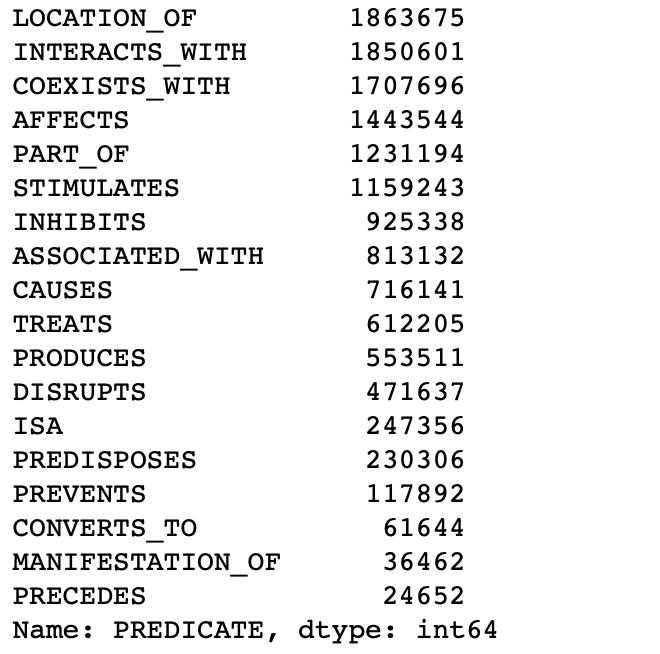 LOCATION_OF 1863675
INTERACTS_WITH 1850601
COEXISTS_WITH 1707696
AFFECTS 1443544
PART_OF 1231194
STIMULATES 1159243
INHIBITS 925338
ASSOCIATED_WITH 813132
CAUSES 716141
TREATS 612205
PRODUCES 553511
DISRUPTS 471637
ISA 247356
PREDISPOSES 230306
PREVENTS 117892
CONVERTS_TO 61644
MANIFESTATION_OF 36462
PRECEDES 24652
Name: PREDICATE, dtype: int64